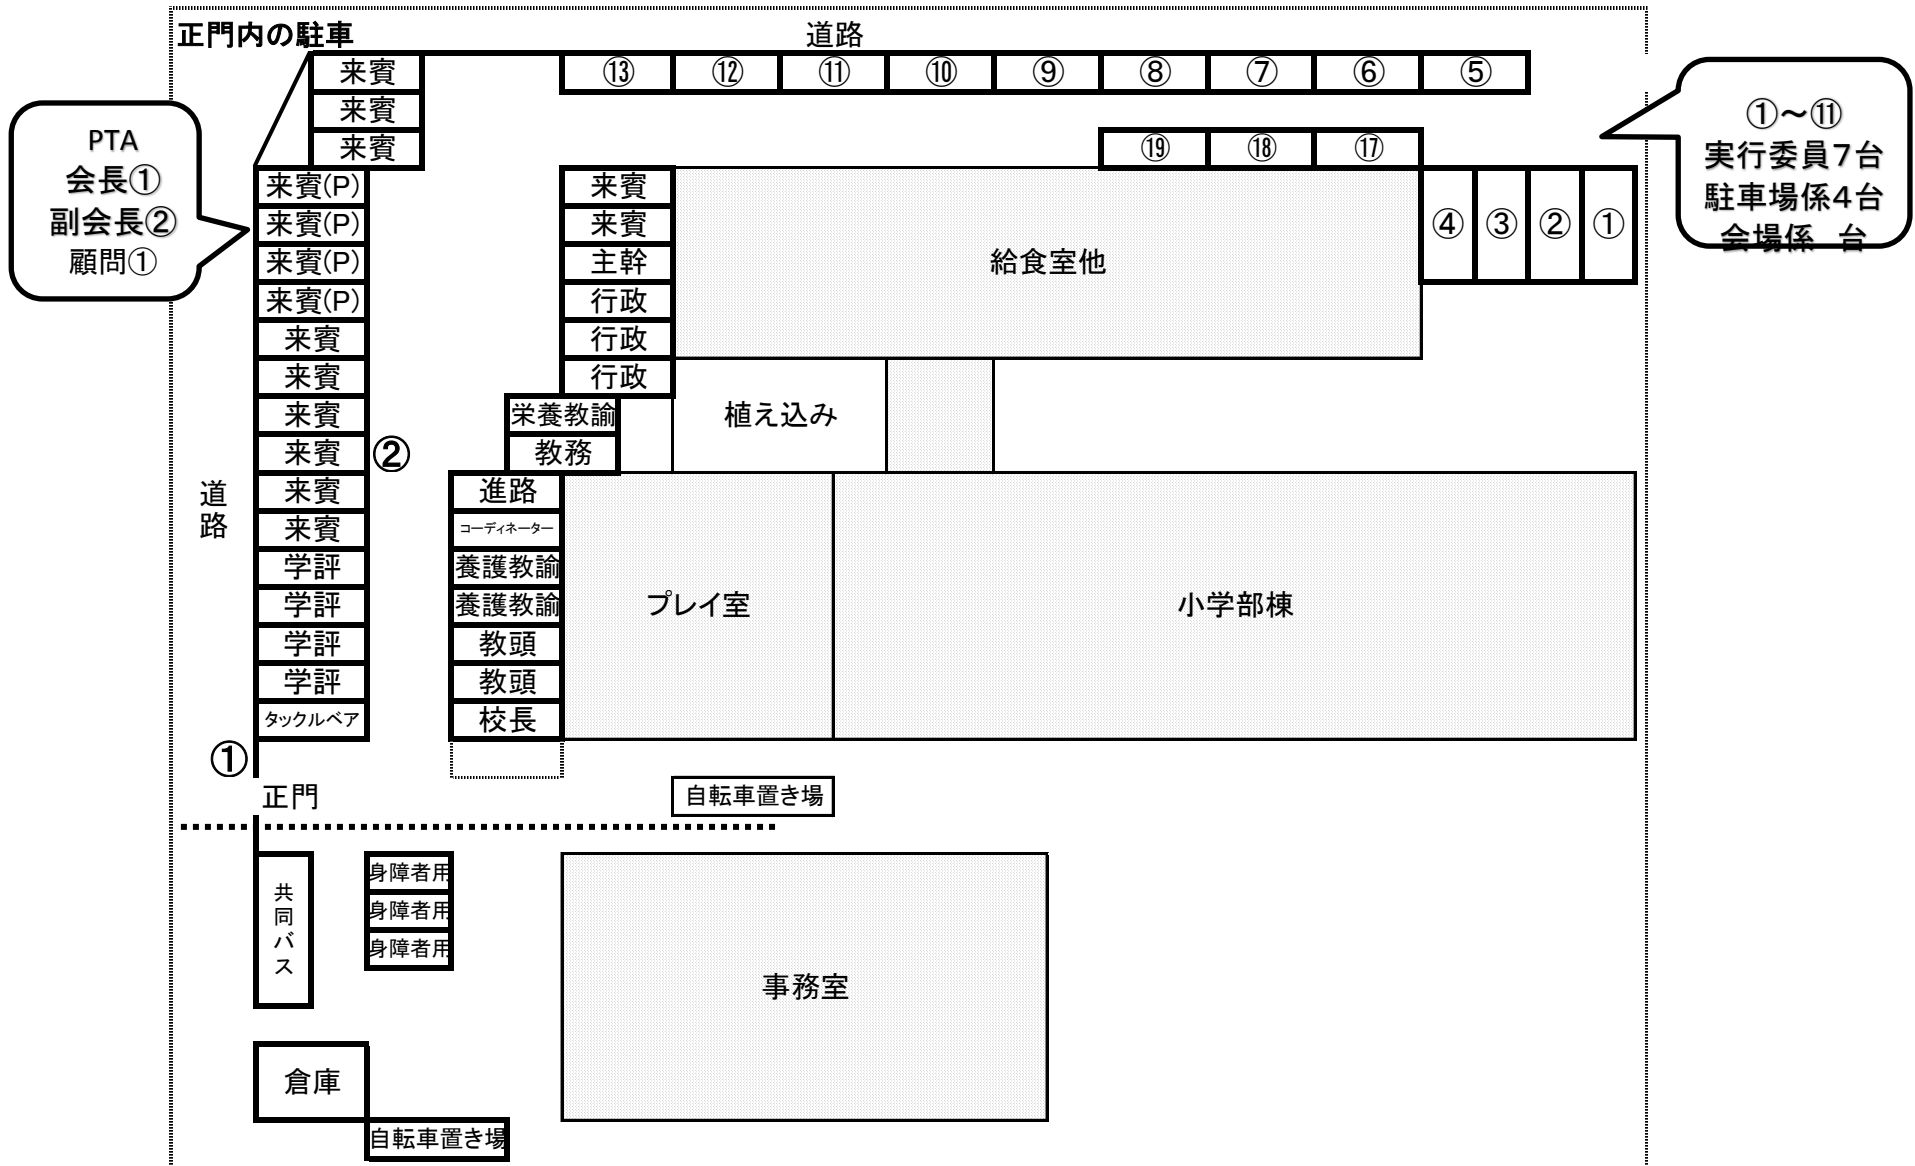 正門内の駐車
道路
来賓
⑬ ⑫ ⑪ ⑩ ⑨ ⑧ ⑦ ⑥ ⑤
来賓
来賓
⑲ ⑱ ⑰
PTA
会長①
副会長②
顧問①
①～⑪
実行委員7台
駐車場係4台
会場係 台
来賓(P)
来賓(P)
来賓(P)
来賓(P)
来賓
来賓
来賓
来賓
来賓
来賓
学評
学評
学評
学評
タックルベア
②
①
道路
来賓
来賓
主幹
行政
行政
行政
栄養教諭
教務
進路
コーディネーター
養護教諭
養護教諭
教頭
教頭
校長
給食室他
④ ③ ② ①
植え込み
プレイ室
小学部棟
正門
自転車置き場
共同バス
身障者用
身障者用
身障者用
事務室
倉庫
自転車置き場